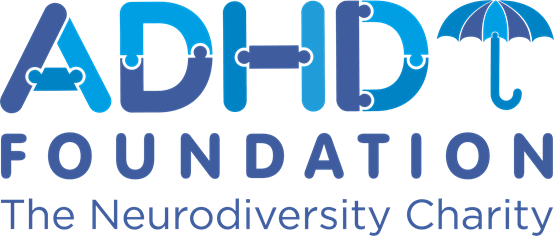 ADHD
FOUNDATION
The Neurodiversity Charity